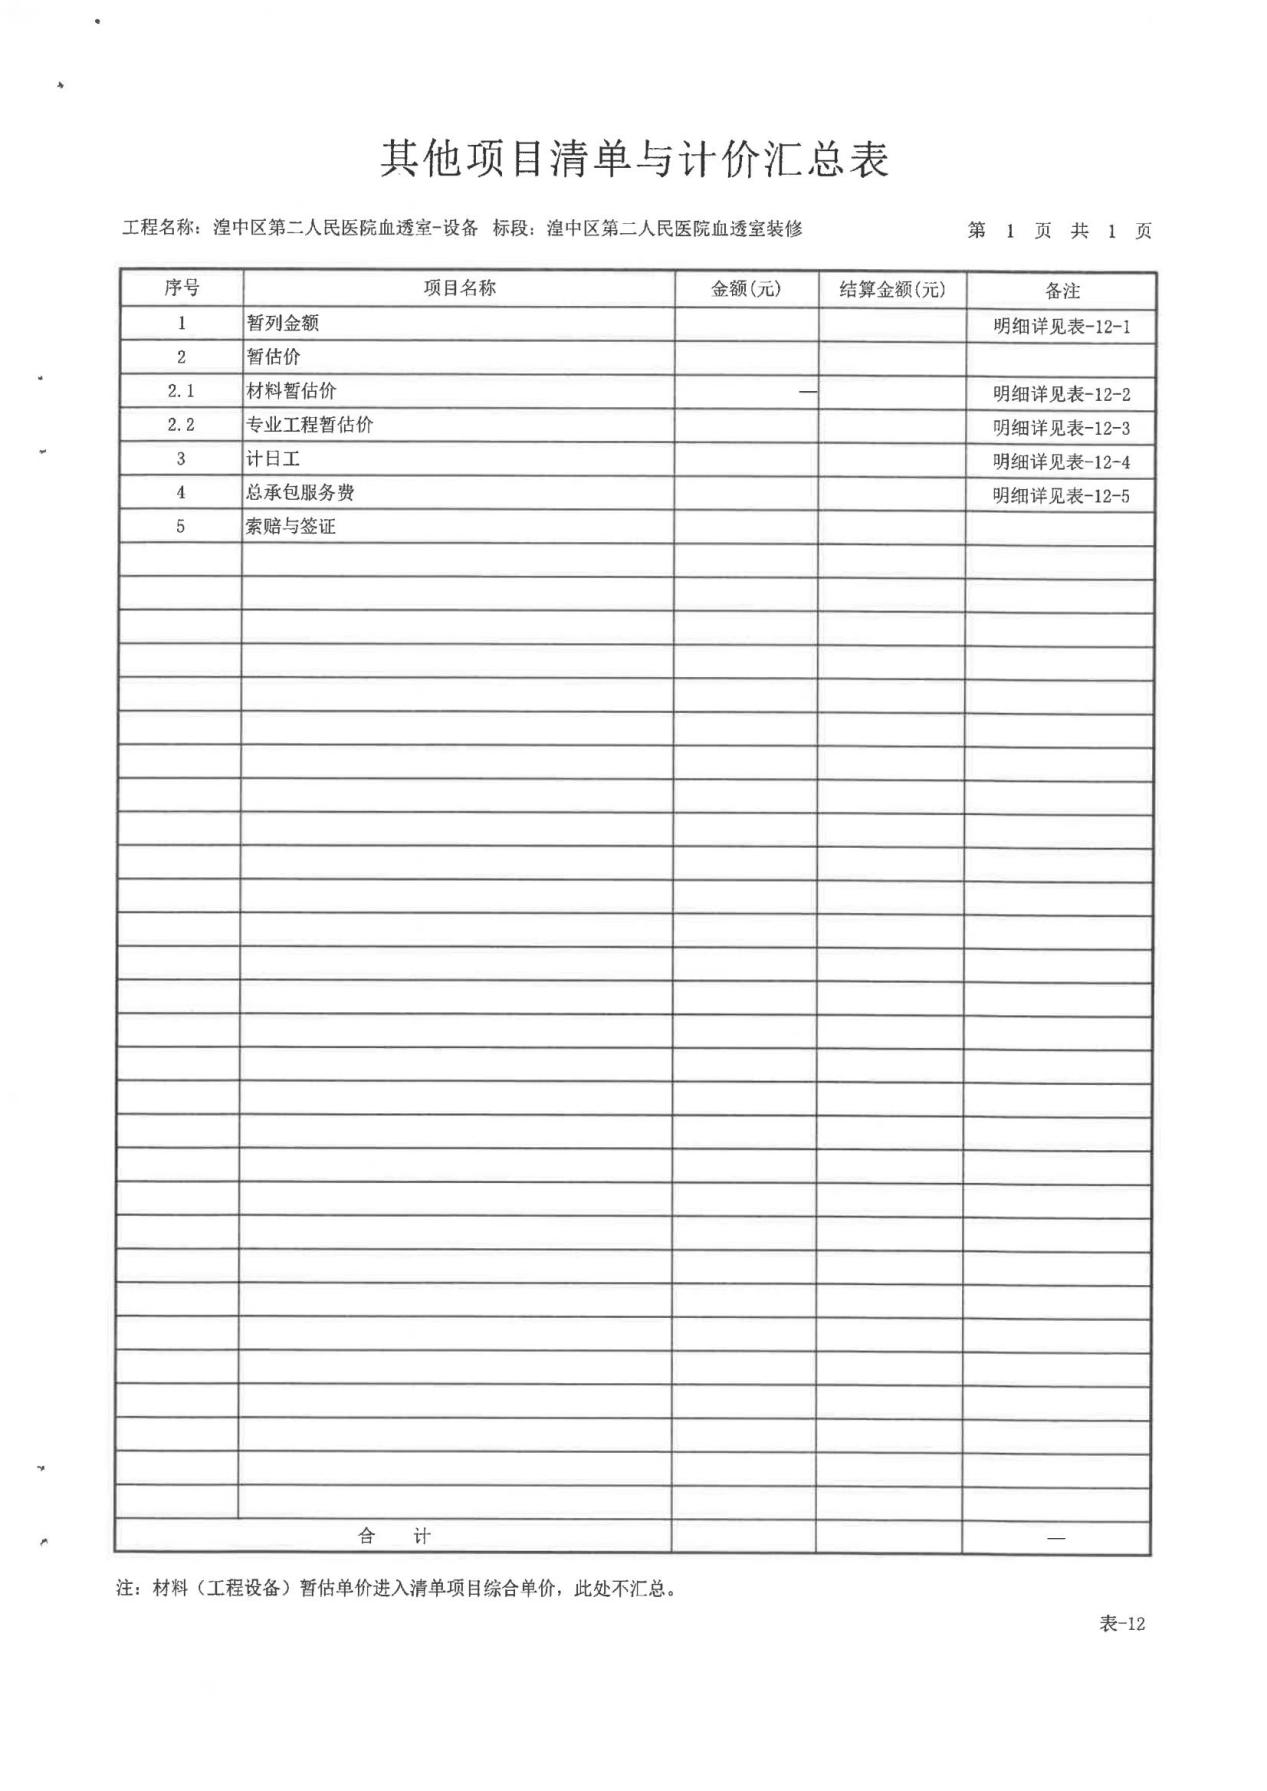 其他项目清单与计价汇总表
工程名称：湟中区第二人民医院血透室-设备 标段：湟中区第二人民医院血透室装修 第 1 页 共 1 页
序号 项目名称 金额(元) 结算金额(元) 备注
1 暂列金额 明细详见表-12-1
2 暂估价
2.1 材料暂估价 — 明细详见表-12-2
2.2 专业工程暂估价 明细详见表-12-3
3 计日工 明细详见表-12-4
4 总承包服务费 明细详见表-12-5
5 索赔与签证
合 计 —
注：材料（工程设备）暂估单价进入清单项目综合单价，此处不汇总。
表-12